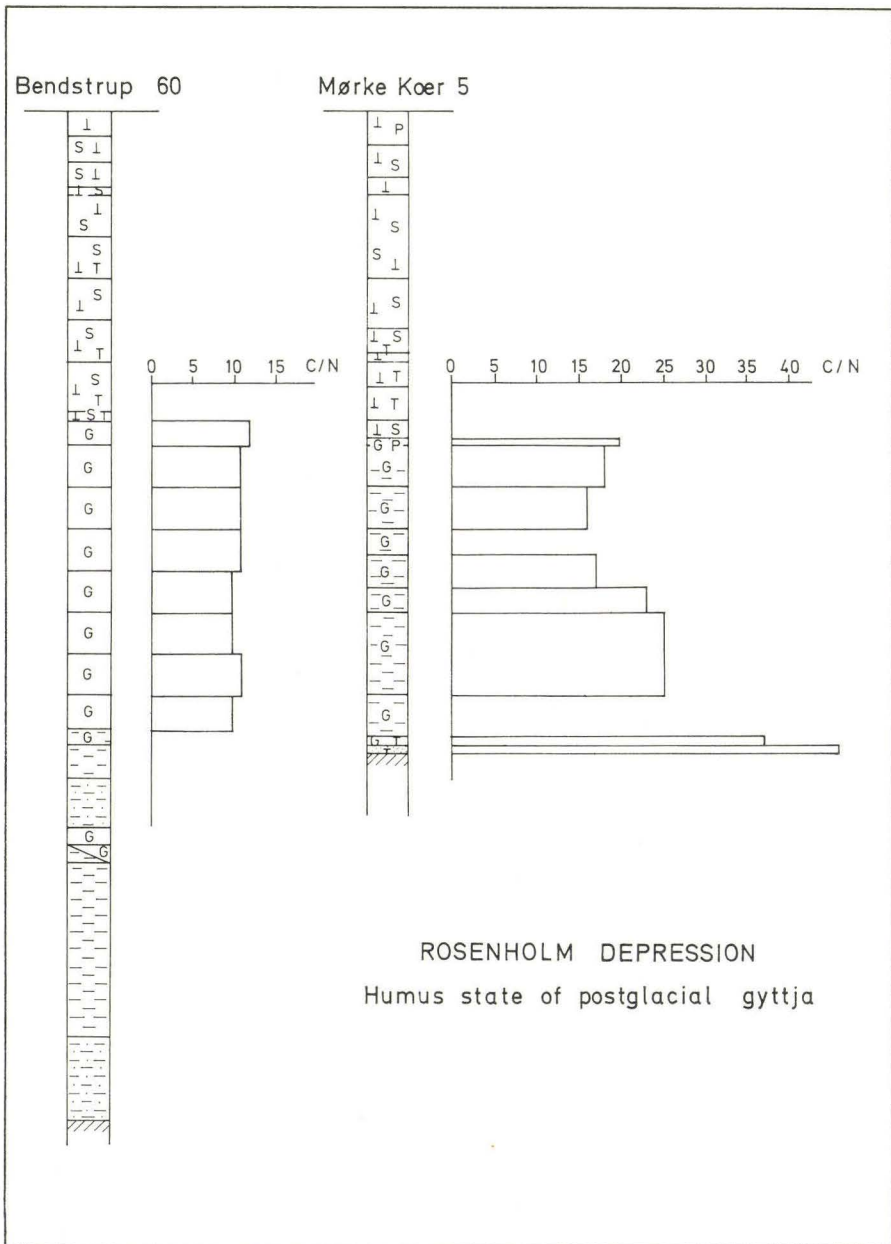 Bendstrup 60
Mørke Koer 5
⊥
S ⊥
S ⊥
⊥ S
⊥
S
S
⊥ T
S
⊥
S
⊥
T
S
⊥
T
⊥ S T
G
G
G
G
G
G
G
G
G
G
G
0 5 10 15 C/N
⊥ P
⊥ S
⊥
⊥
S
S
⊥
⊥ S
⊥ S
T
⊥
⊥ T
⊥ T
⊥ S
G P
G
G
G
G
G
G
G
G T
T
0 5 10 15 20 25 30 35 40 C/N
ROSENHOLM DEPRESSION
Humus state of postglacial gyttja